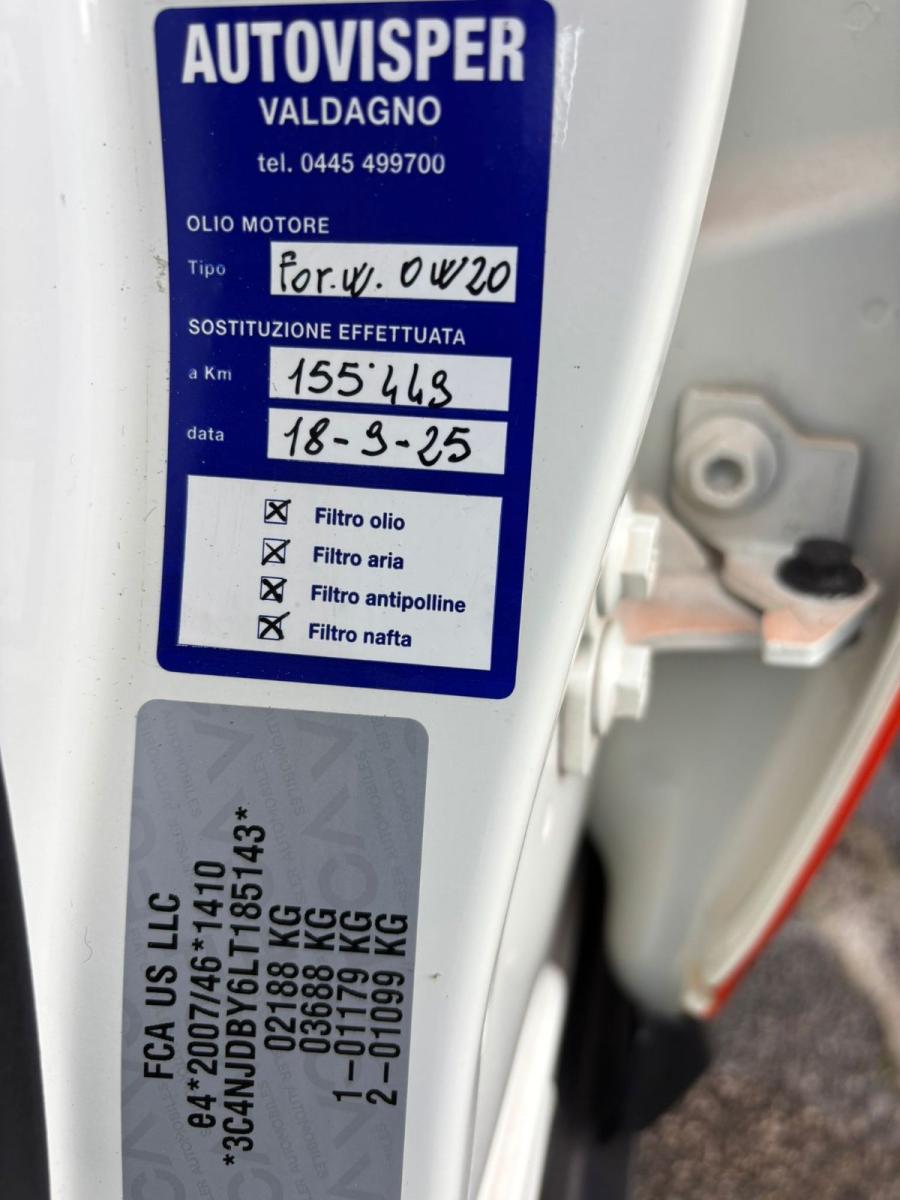 AUTOVISPER
VALDAGNO
tel. 0445 499700
OLIO MOTORE
Tipo For.w. 0W20
SOSTITUZIONE EFFETTUATA
a Km 155'449
data 18-9-25
Filtro olio
Filtro aria
Filtro antipolline
Filtro nafta
FCA US LLC
e4*2007/46*1410
*3C4NJDBY6LT185143*
02188 KG
03688 KG
1-01179 KG
2-01099 KG